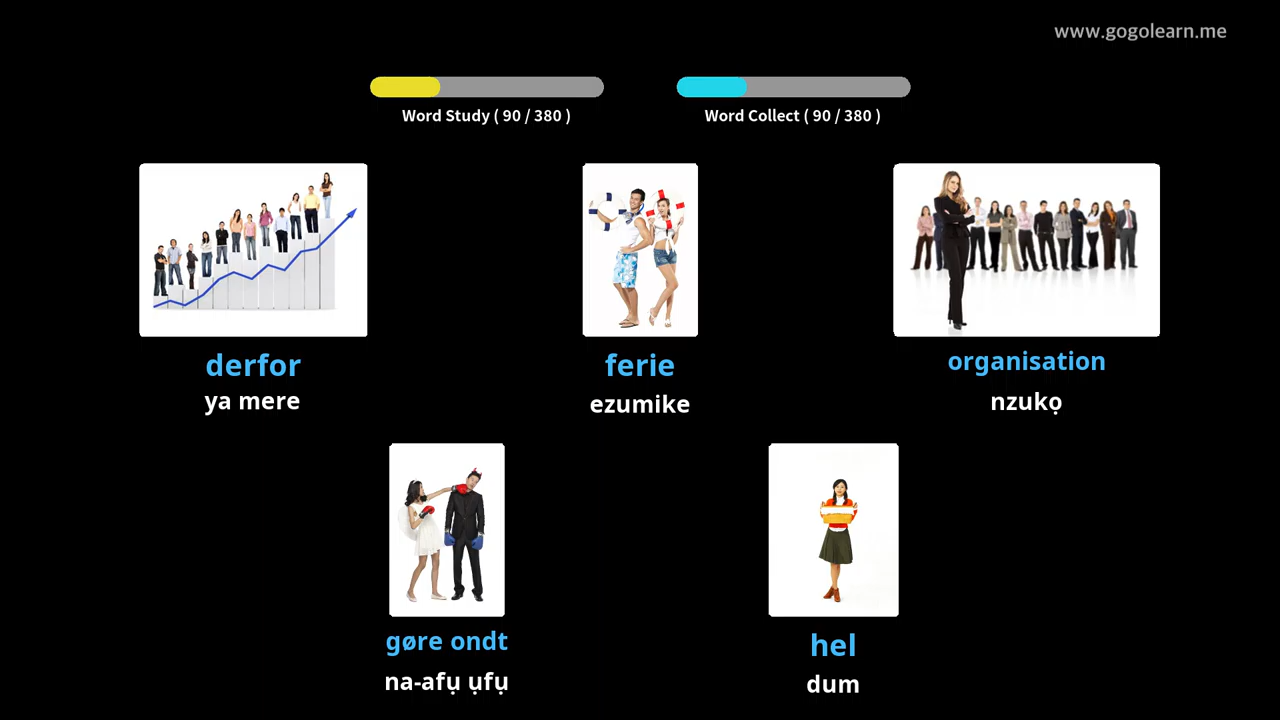 www.gogolearn.me
Word Study ( 90 / 380 )
Word Collect ( 90 / 380 )
derfor
ya mere
ferie
ezumike
organisation
nzukọ
gøre ondt
na-afụ ụfụ
hel
dum